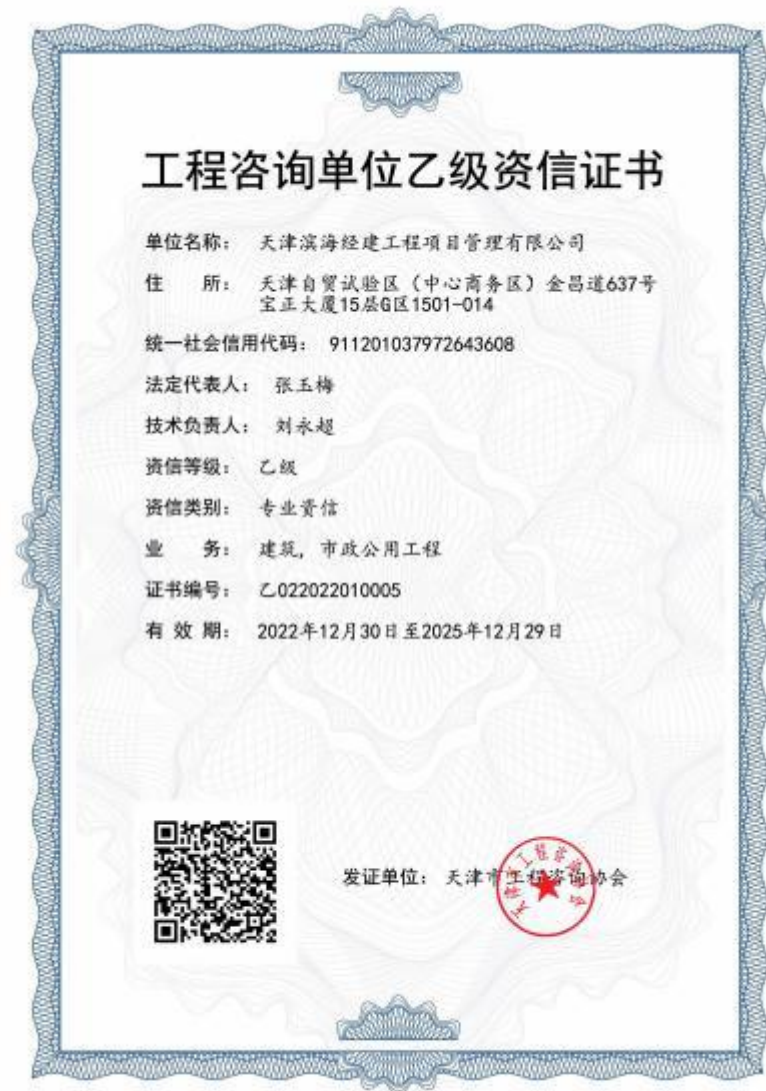 工程咨询单位乙级资信证书
单位名称： 天津滨海经建工程项目管理有限公司
住 所： 天津自贸试验区（中心商务区）金昌道637号
宝正大厦15层G区1501-014
统一社会信用代码： 911201037972643608
法定代表人： 张玉梅
技术负责人： 刘永超
资信等级： 乙级
资信类别： 专业资信
业 务： 建筑，市政公用工程
证书编号： 乙022022010005
有 效 期： 2022年12月30日至2025年12月29日
发证单位： 天津市工程咨询协会
天津市工程咨询协会